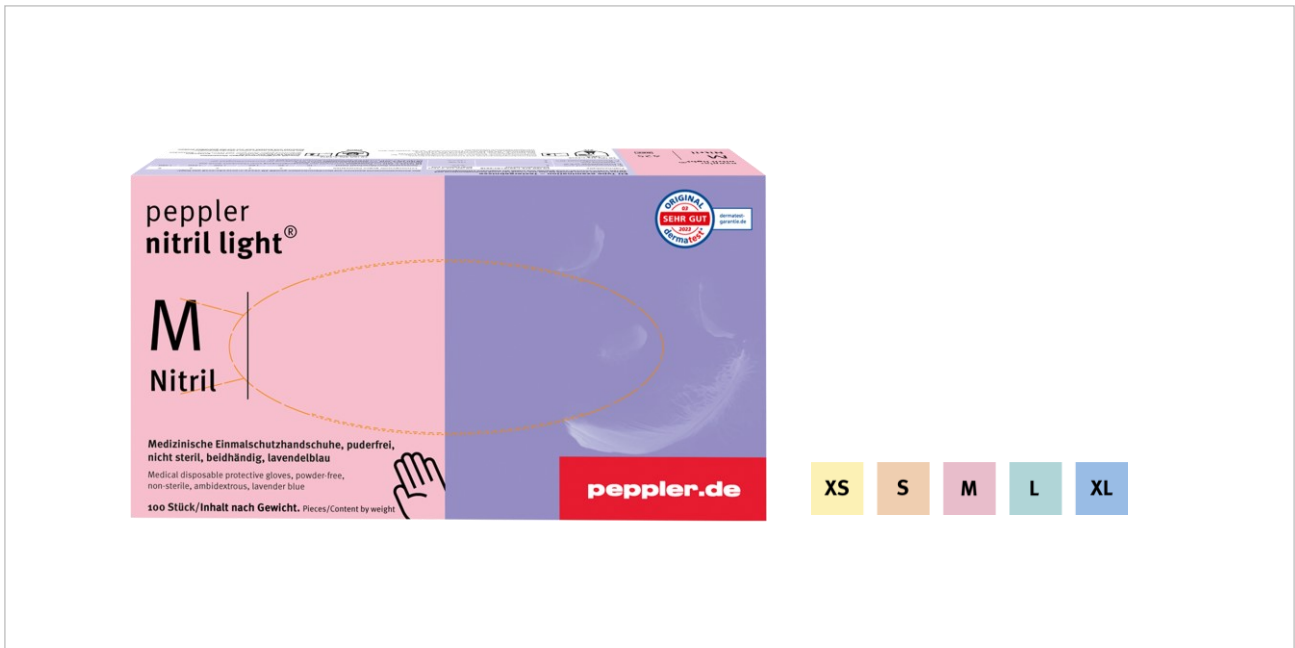 peppler
nitril light®
M
Nitril
ORIGINAL
SEHR GUT
2022
dermatest®
dermatest-
garantie.de
Medizinische Einmalschutzhandschuhe, puderfrei,
nicht steril, beidhändig, lavendelblau
Medical disposable protective gloves, powder-free,
non-sterile, ambidextrous, lavender blue
100 Stück/Inhalt nach Gewicht. Pieces/Content by weight
peppler.de
XS S M L XL